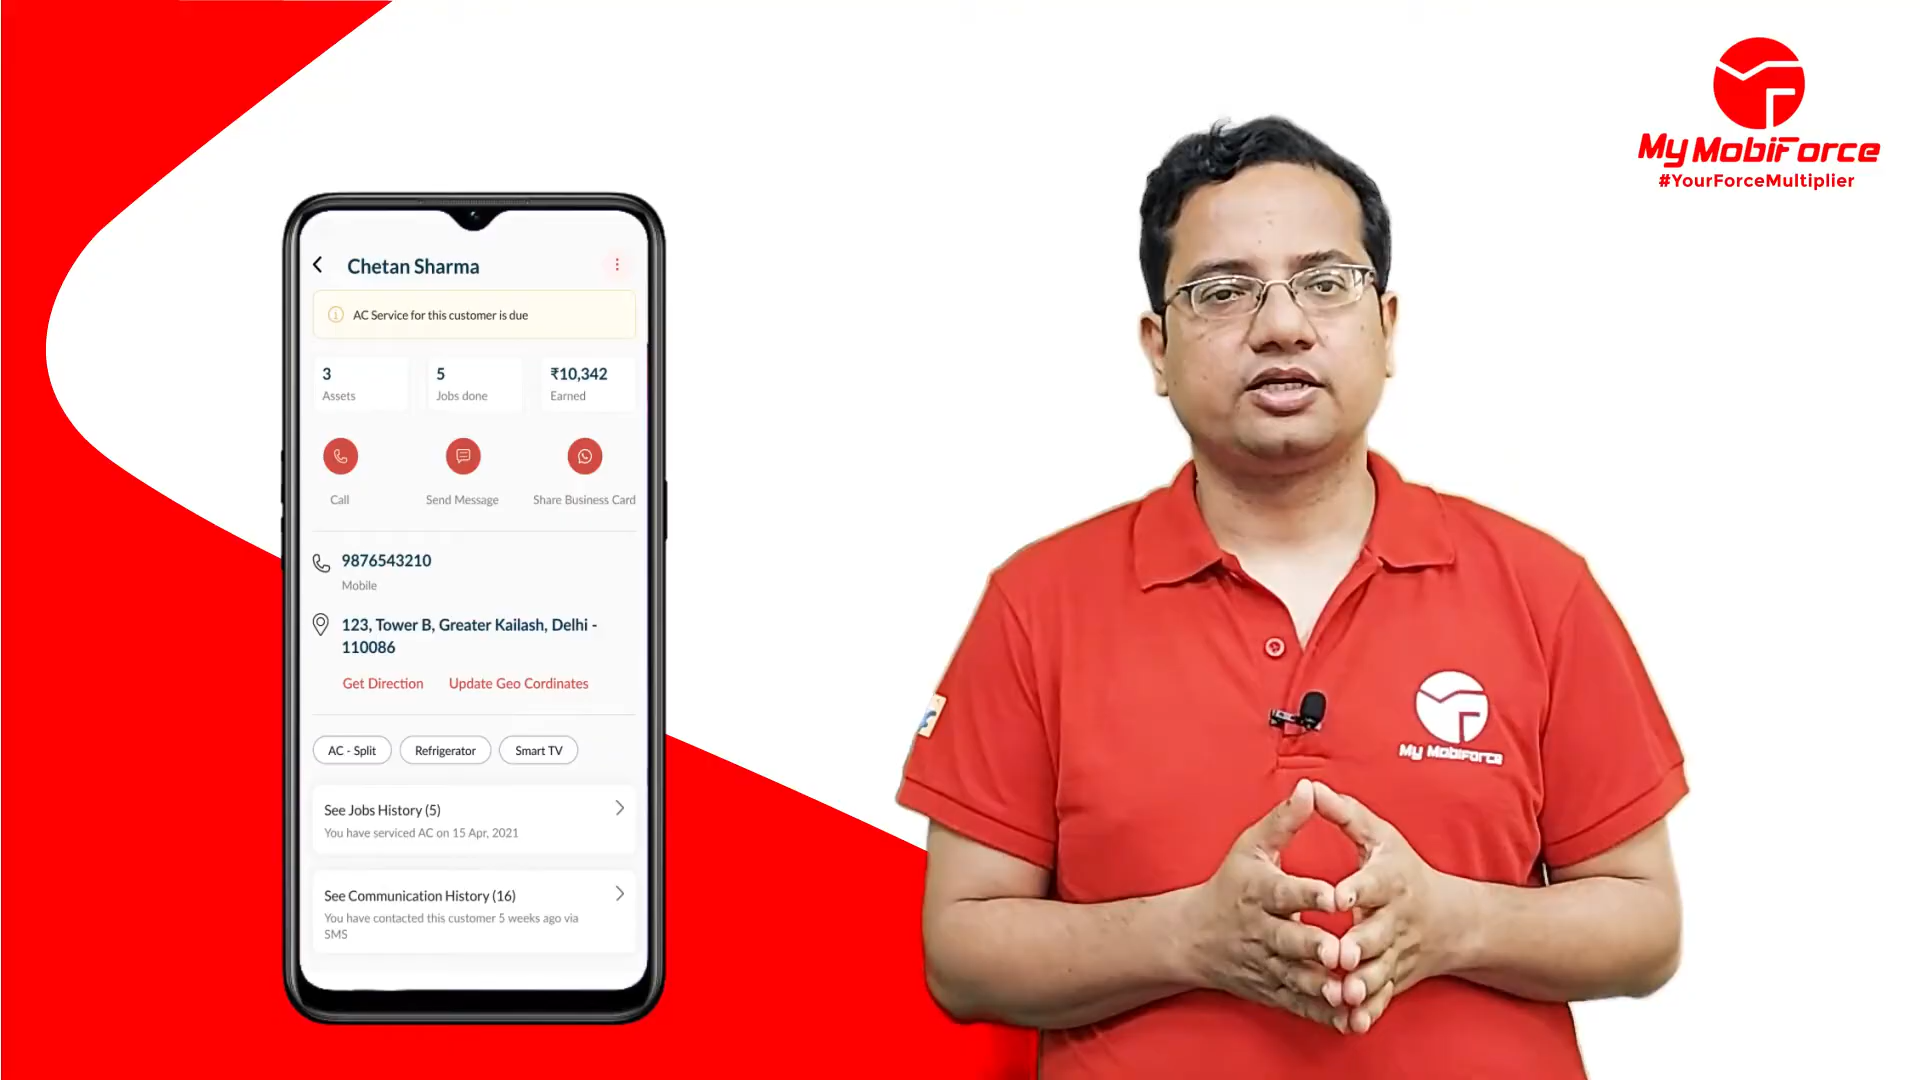 My MobiForce
#YourForceMultiplier
Chetan Sharma
AC Service for this customer is due
3
Assets
5
Jobs done
₹10,342
Earned
Call
Send Message
Share Business Card
9876543210
Mobile
123, Tower B, Greater Kailash, Delhi -
110086
Get Direction
Update Geo Cordinates
AC - Split
Refrigerator
Smart TV
See Jobs History (5)
You have serviced AC on 15 Apr, 2021
See Communication History (16)
You have contacted this customer 5 weeks ago via
SMS
My MobiForce